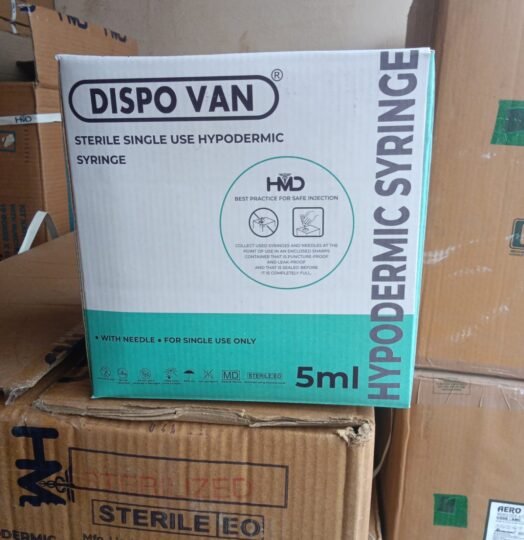 DISPO VAN®
STERILE SINGLE USE HYPODERMIC
SYRINGE
HMD
BEST PRACTICE FOR SAFE INJECTION
COLLECT USED SYRINGES AND NEEDLES AT THE
POINT OF USE IN AN ENCLOSED SHARPS
CONTAINER THAT IS PUNCTURE-PROOF
AND LEAK-PROOF
AND THAT IS SEALED BEFORE
IT IS COMPLETELY FULL.
HYPODERMIC SYRINGE
• WITH NEEDLE • FOR SINGLE USE ONLY
MD
STERILE EO
5ml
HMD
HMD
STERILIZED
STERILE EO
AERO